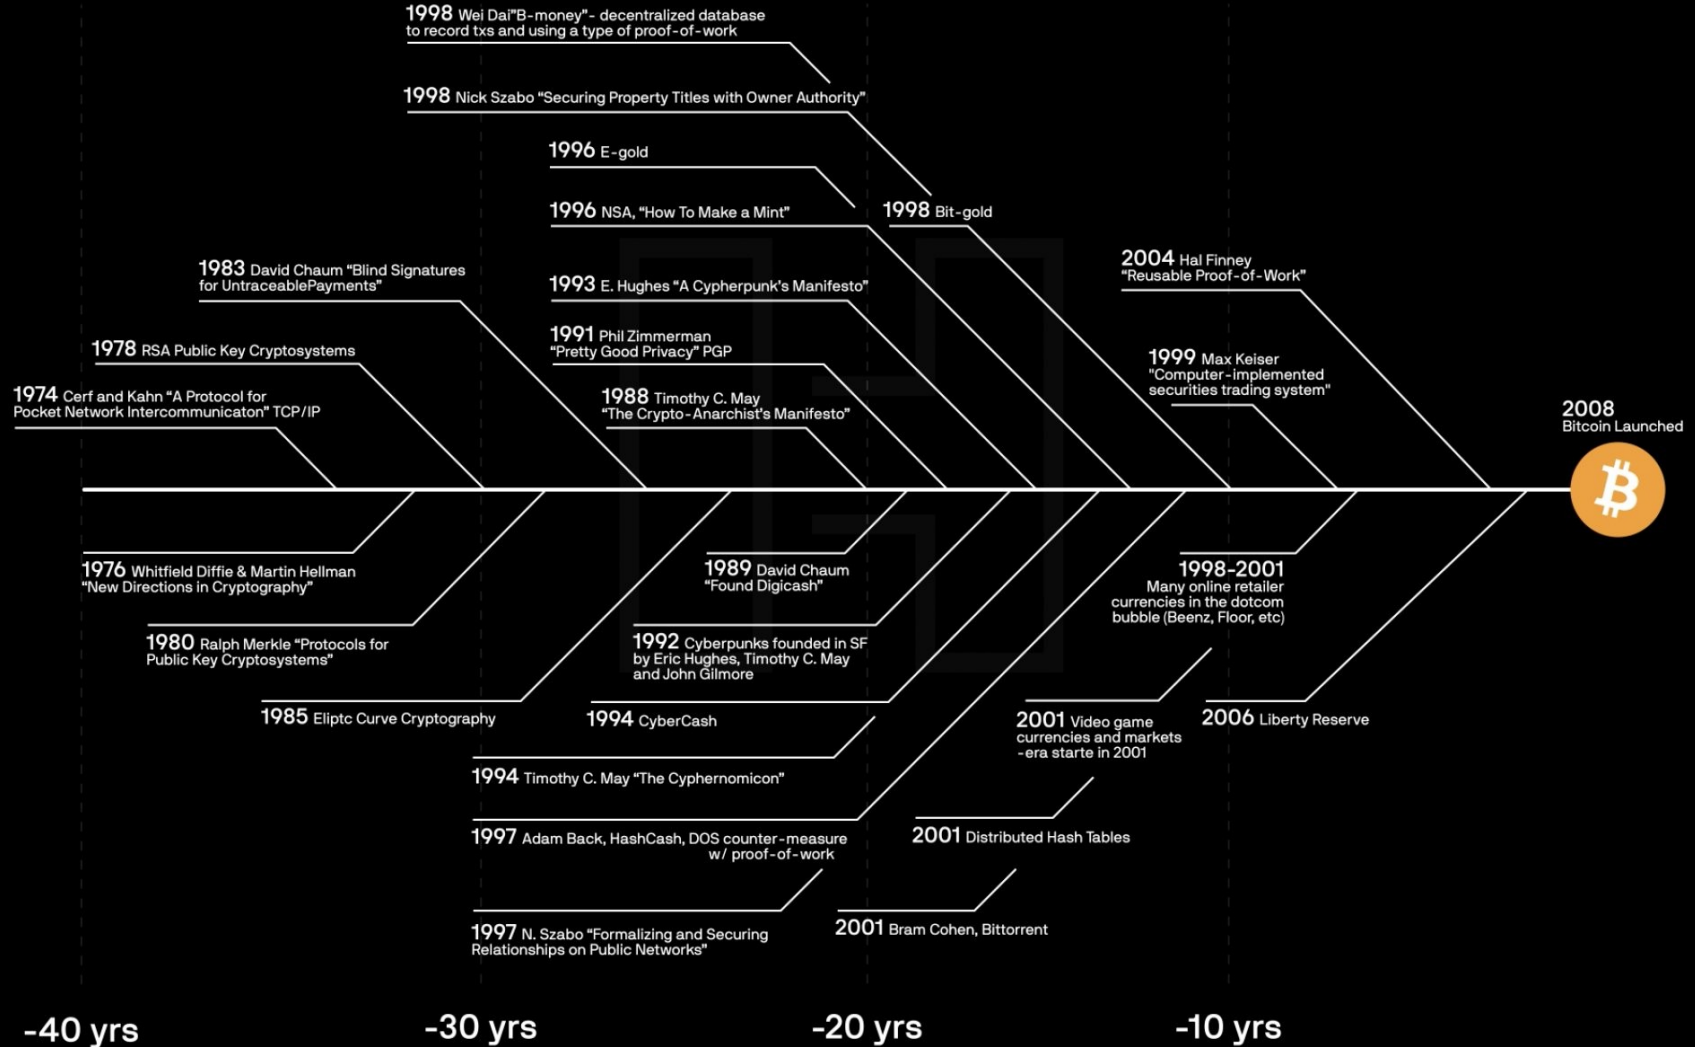 1998 Wei Dai"B-money"- decentralized database
to record txs and using a type of proof-of-work
1998 Nick Szabo “Securing Property Titles with Owner Authority”
1996 E-gold
1996 NSA, “How To Make a Mint”
1998 Bit-gold
1983 David Chaum “Blind Signatures
for UntraceablePayments”
2004 Hal Finney
“Reusable Proof-of-Work”
1993 E. Hughes “A Cypherpunk's Manifesto”
1991 Phil Zimmerman
“Pretty Good Privacy” PGP
1978 RSA Public Key Cryptosystems
1999 Max Keiser
"Computer-implemented
securities trading system"
1974 Cerf and Kahn “A Protocol for
Pocket Network Intercommunicaton” TCP/IP
1988 Timothy C. May
“The Crypto-Anarchist's Manifesto”
2008
Bitcoin Launched
1976 Whitfield Diffie & Martin Hellman
“New Directions in Cryptography”
1989 David Chaum
“Found Digicash”
1998-2001
Many online retailer
currencies in the dotcom
bubble (Beenz, Floor, etc)
1980 Ralph Merkle “Protocols for
Public Key Cryptosystems”
1992 Cyberpunks founded in SF
by Eric Hughes, Timothy C. May
and John Gilmore
1985 Eliptc Curve Cryptography
1994 CyberCash
2001 Video game
currencies and markets
-era starte in 2001
2006 Liberty Reserve
1994 Timothy C. May “The Cyphernomicon”
1997 Adam Back, HashCash, DOS counter-measure
w/ proof-of-work
2001 Distributed Hash Tables
1997 N. Szabo “Formalizing and Securing
Relationships on Public Networks”
2001 Bram Cohen, Bittorrent
-40 yrs
-30 yrs
-20 yrs
-10 yrs